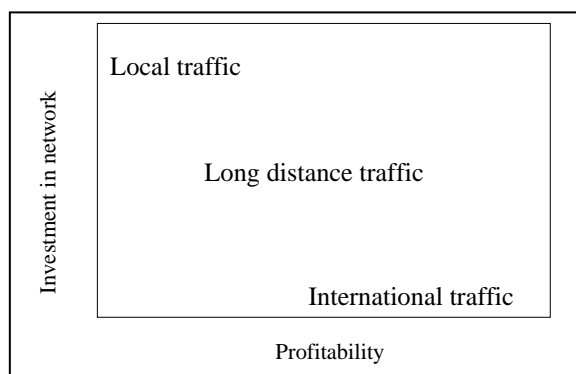 Local traffic
Investment in network
Long distance traffic
International traffic
Profitability